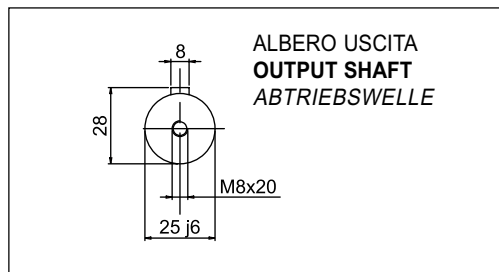 ALBERO USCITA
OUTPUT SHAFT
ABTRIEBSWELLE
8
28
M8x20
25 j6